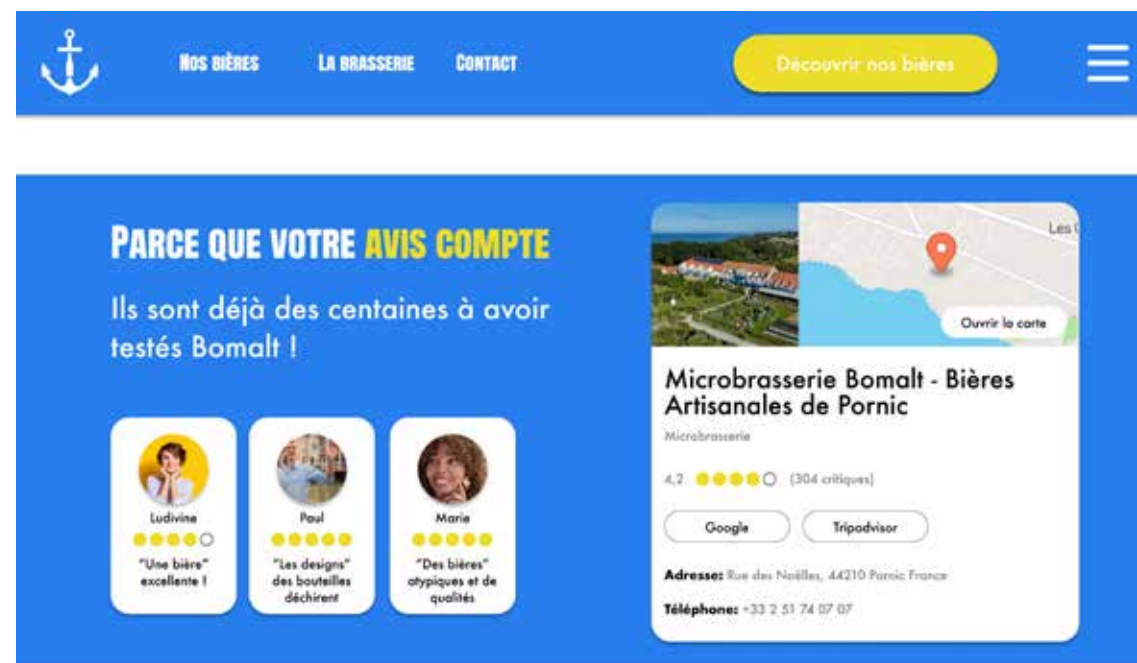 Nos bières
La brasserie
Contact
Découvrir nos bières
Parce que votre avis compte
Ils sont déjà des centaines à avoir
testés Bomalt !
Ludivine
"Une bière"
excellente !
Paul
"Les designs"
des bouteilles
déchirent
Marie
"Des bières"
atypiques et de
qualités
Les
Ouvrir la carte
Microbrasserie Bomalt - Bières
Artisanales de Pornic
Microbrasserie
4,2 (304 critiques)
Google
Tripadvisor
Adresse: Rue des Noëlles, 44210 Pornic France
Téléphone: +33 2 51 74 07 07